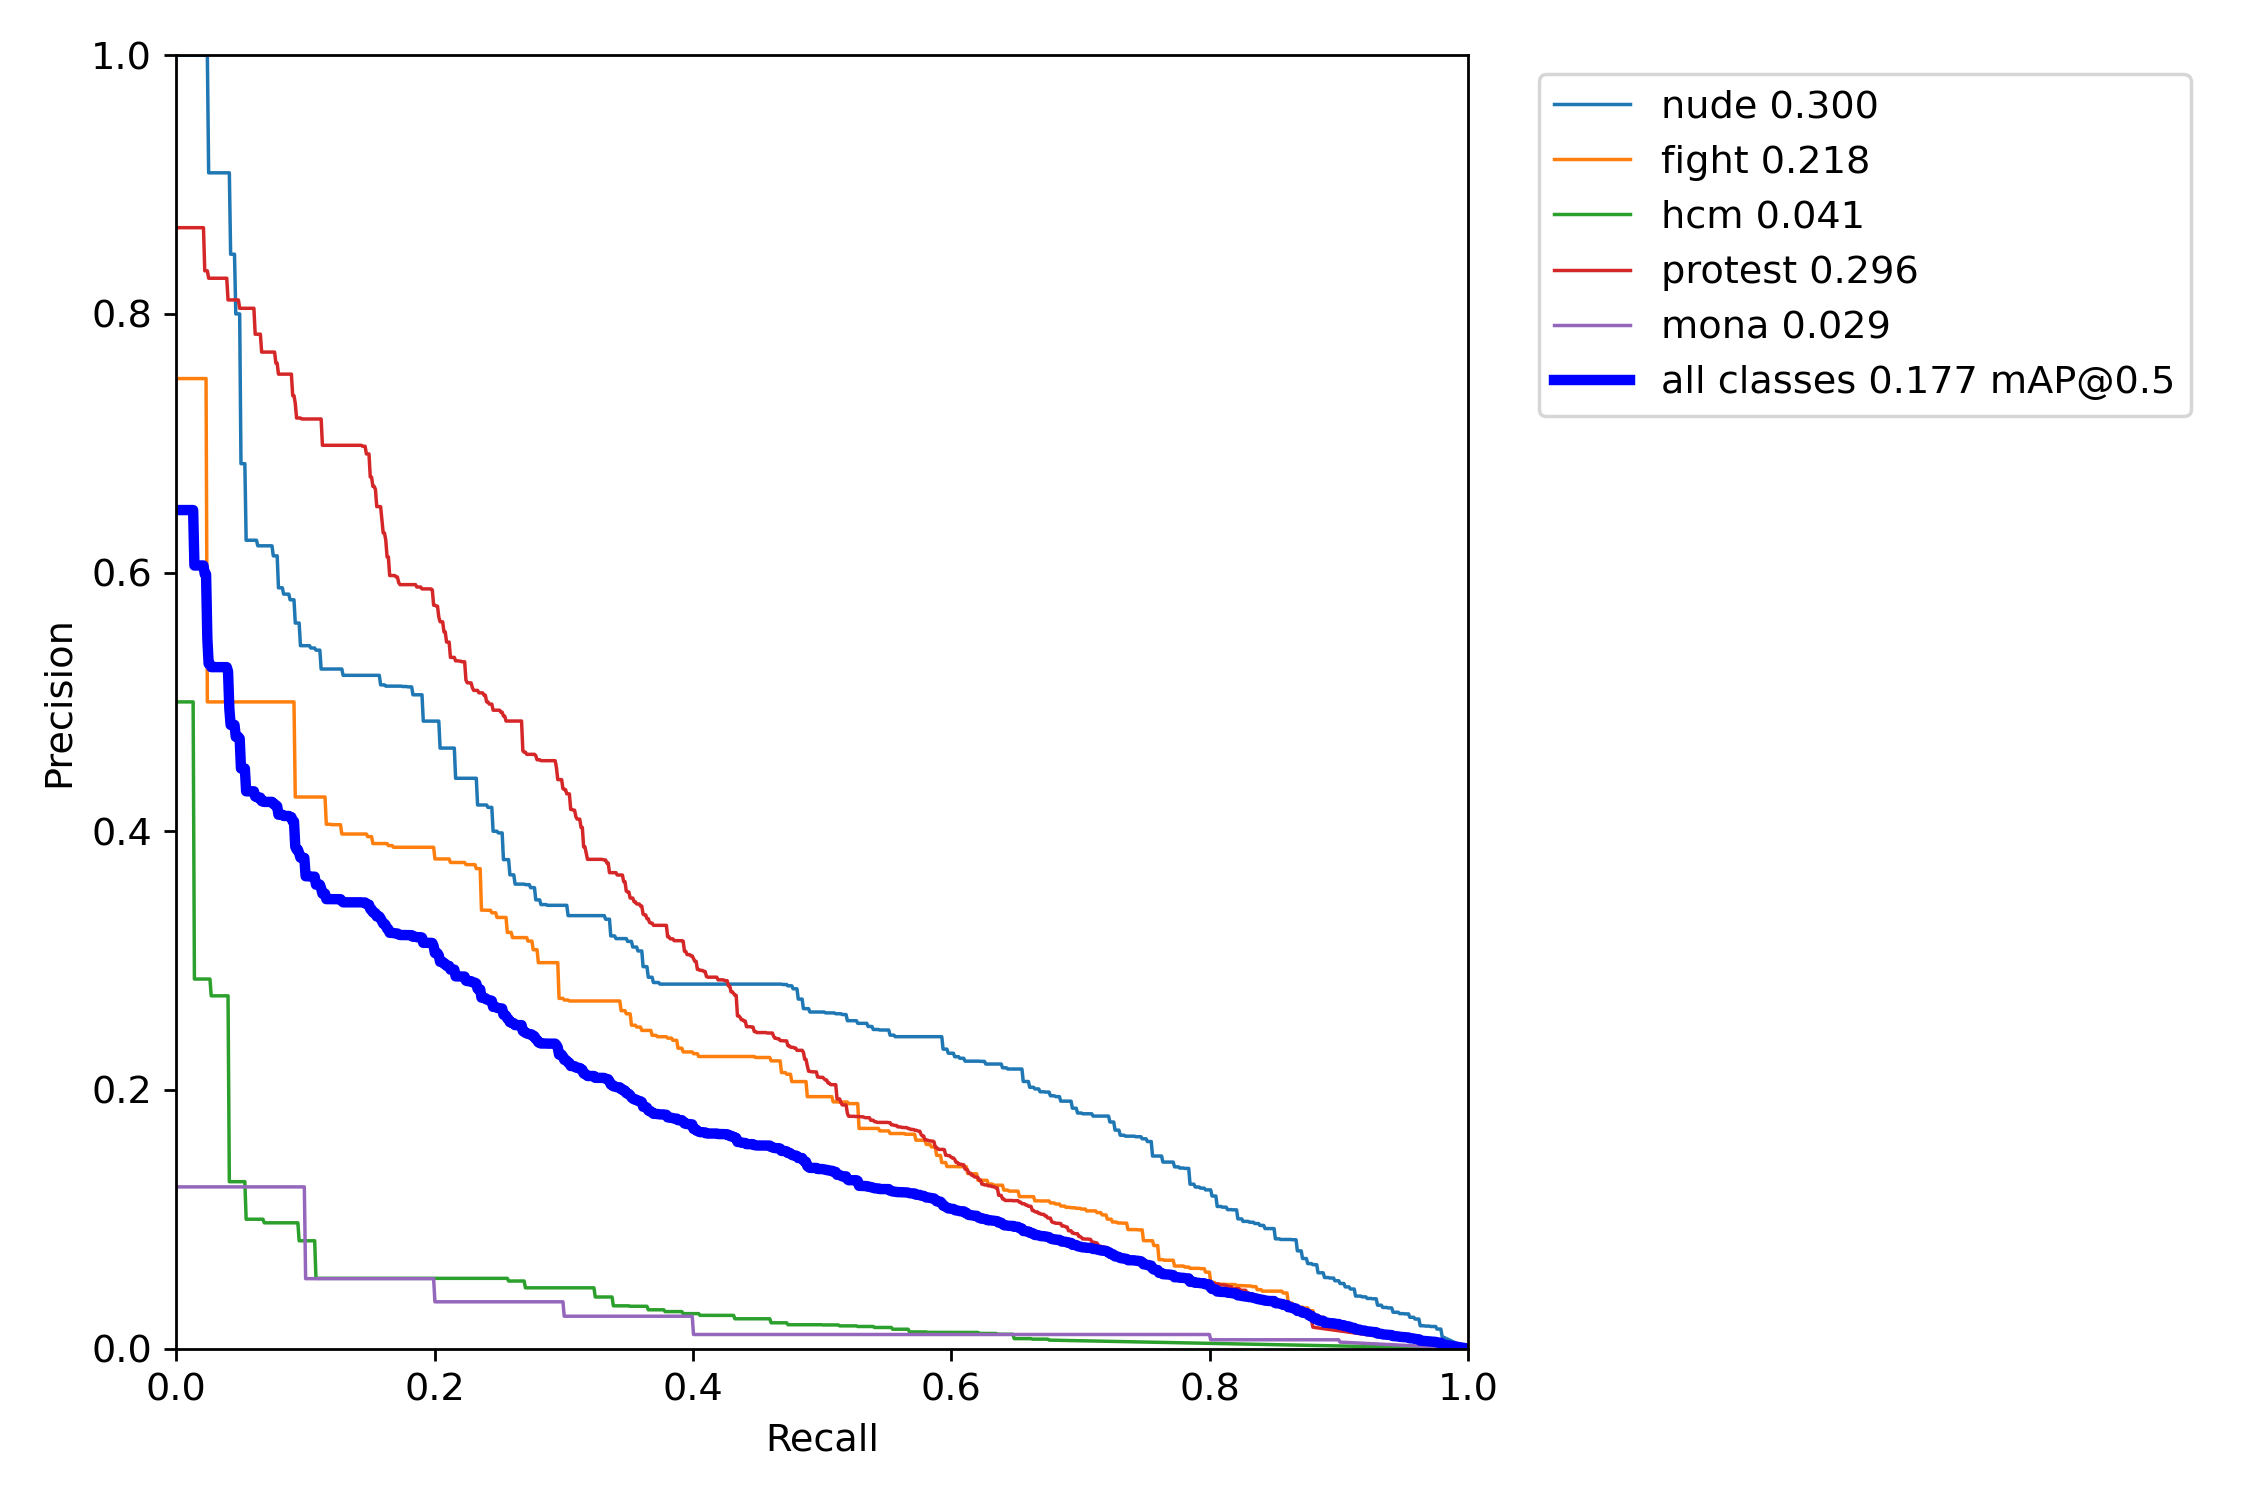 1.0
0.8
0.6
0.4
0.2
0.0
Precision
0.0 0.2 0.4 0.6 0.8 1.0
Recall
nude 0.300
fight 0.218
hcm 0.041
protest 0.296
mona 0.029
all classes 0.177 mAP@0.5